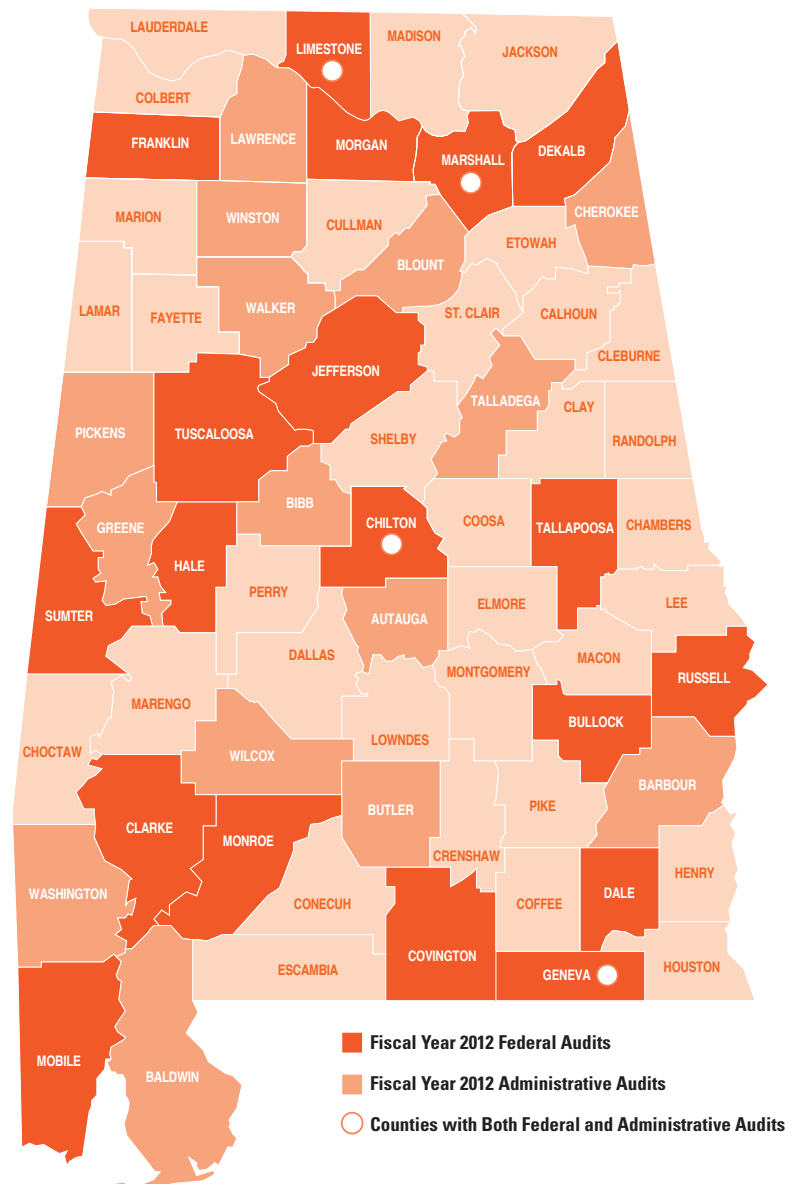 LAUDERDALE
LIMESTONE
MADISON
JACKSON
COLBERT
FRANKLIN
LAWRENCE
MORGAN
MARSHALL
DEKALB
CHEROKEE
MARION
WINSTON
CULLMAN
ETOWAH
BLOUNT
LAMAR
FAYETTE
WALKER
ST. CLAIR
CALHOUN
CLEBURNE
JEFFERSON
TALLADEGA
CLAY
RANDOLPH
PICKENS
TUSCALOOSA
SHELBY
BIBB
GREENE
CHILTON
COOSA
TALLAPOOSA
CHAMBERS
HALE
PERRY
SUMTER
AUTAUGA
ELMORE
LEE
DALLAS
MONTGOMERY
MACON
RUSSELL
MARENGO
BULLOCK
CHOCTAW
WILCOX
LOWNDES
BARBOUR
PIKE
BUTLER
CLARKE
MONROE
CRENSHAW
WASHINGTON
CONECUH
COFFEE
DALE
HENRY
COVINGTON
ESCAMBIA
GENEVA
HOUSTON
MOBILE
BALDWIN
Fiscal Year 2012 Federal Audits
Fiscal Year 2012 Administrative Audits
Counties with Both Federal and Administrative Audits